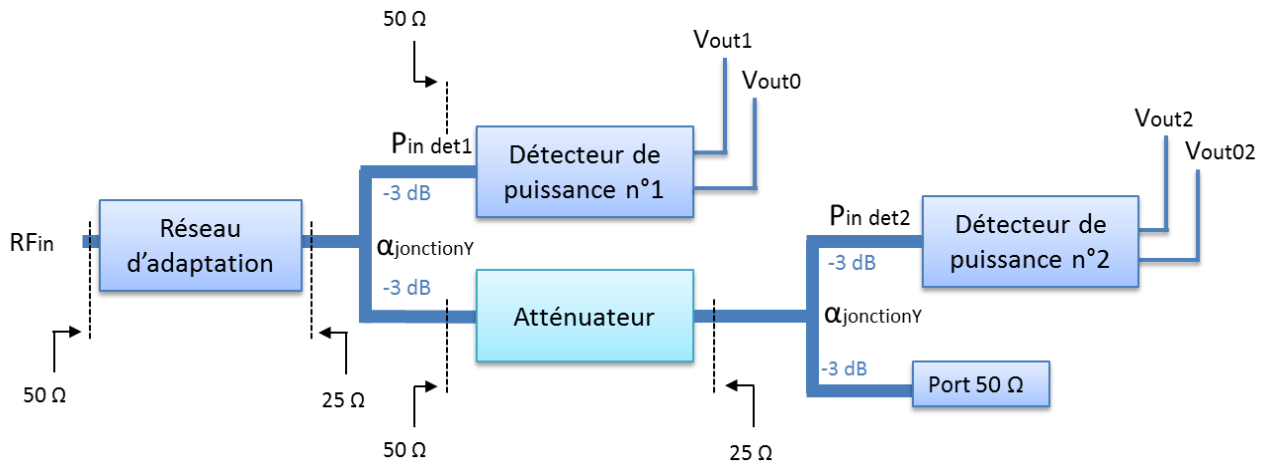 50 Ω
Vout1
Vout0
Pin det1
Détecteur de
puissance n°1
-3 dB
Vout2
Vout02
RFin
Réseau
d'adaptation
αjonctionY
-3 dB
Atténuateur
Pin det2
Détecteur de
puissance n°2
-3 dB
αjonctionY
-3 dB
Port 50 Ω
50 Ω
25 Ω
50 Ω
25 Ω